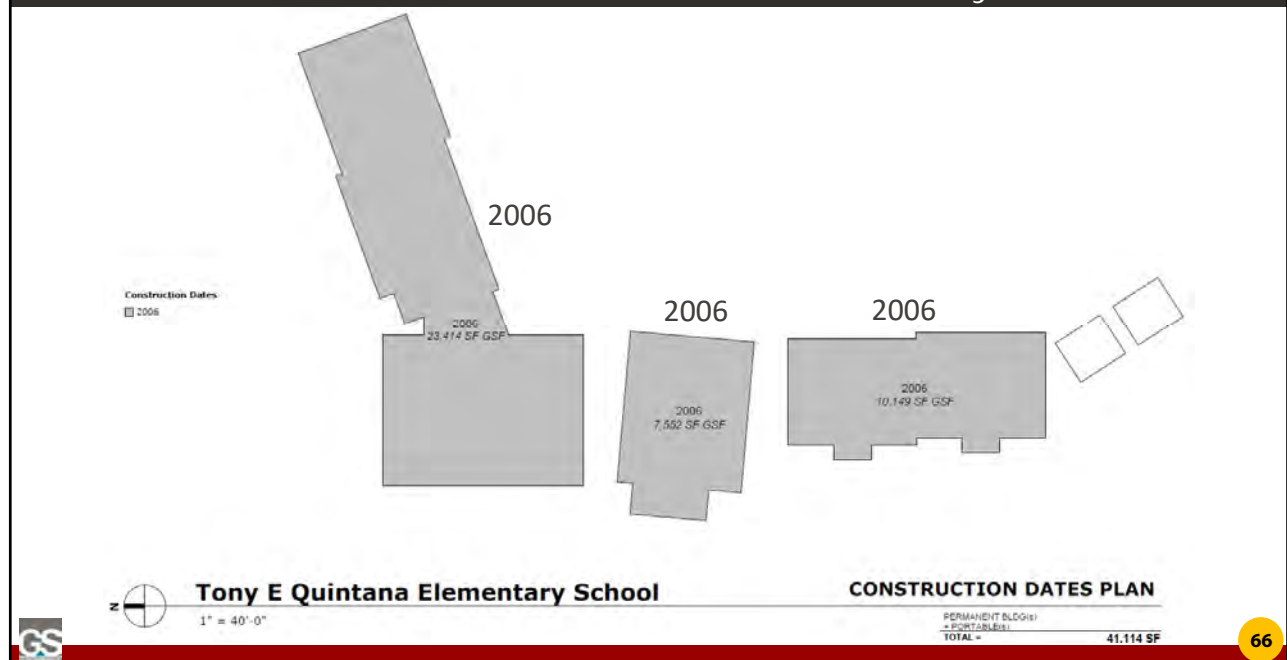 2006
Construction Dates
2006
2006
23,414 SF GSF
2006
2006
2006
7,552 SF GSF
2006
10,149 SF GSF
N
Tony E Quintana Elementary School
1" = 40'-0"
CONSTRUCTION DATES PLAN
PERMANENT BLDG(s)
+ PORTABLE(s)
TOTAL =
41,114 SF
GS
66